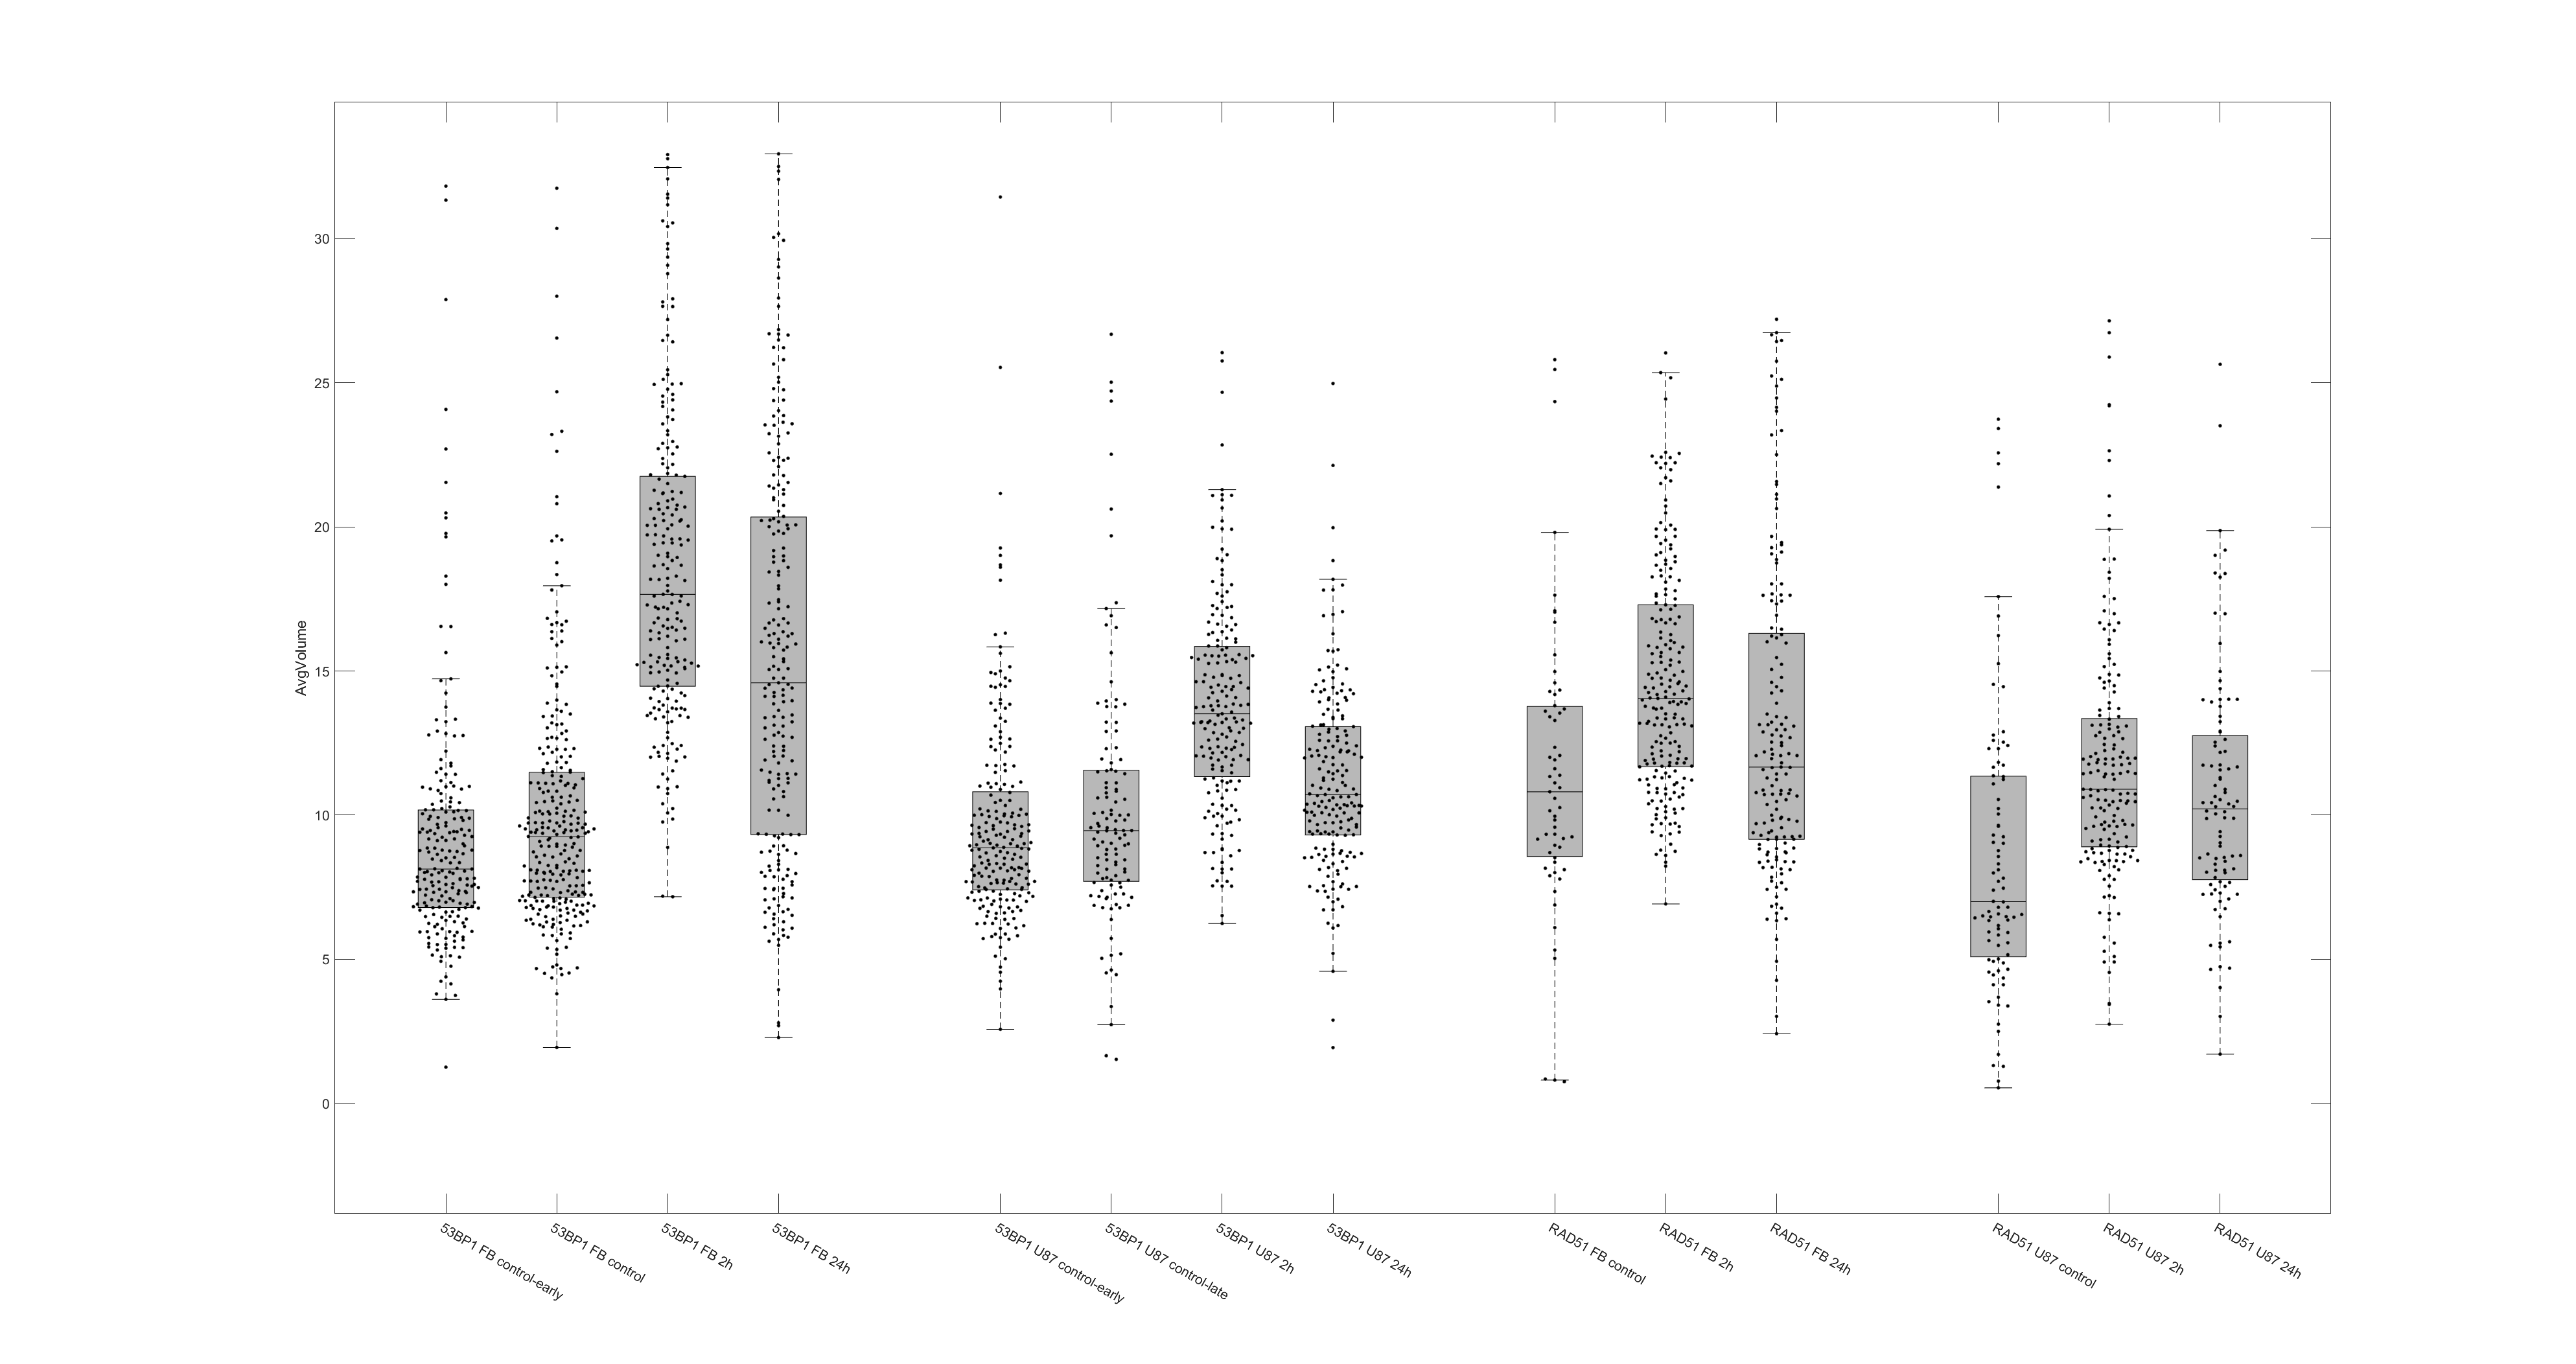 30
25
20
15
10
5
0
AvgVolume
53BP1 FB control-early
53BP1 FB control
53BP1 FB 2h
53BP1 FB 24h
53BP1 U87 control-early
53BP1 U87 control-late
53BP1 U87 2h
53BP1 U87 24h
RAD51 FB control
RAD51 FB 2h
RAD51 FB 24h
RAD51 U87 control
RAD51 U87 2h
RAD51 U87 24h